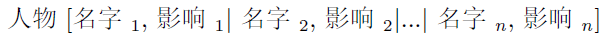 人物 [名字 ₁, 影响 ₁| 名字 ₂, 影响 ₂|...| 名字 ₙ, 影响 ₙ]